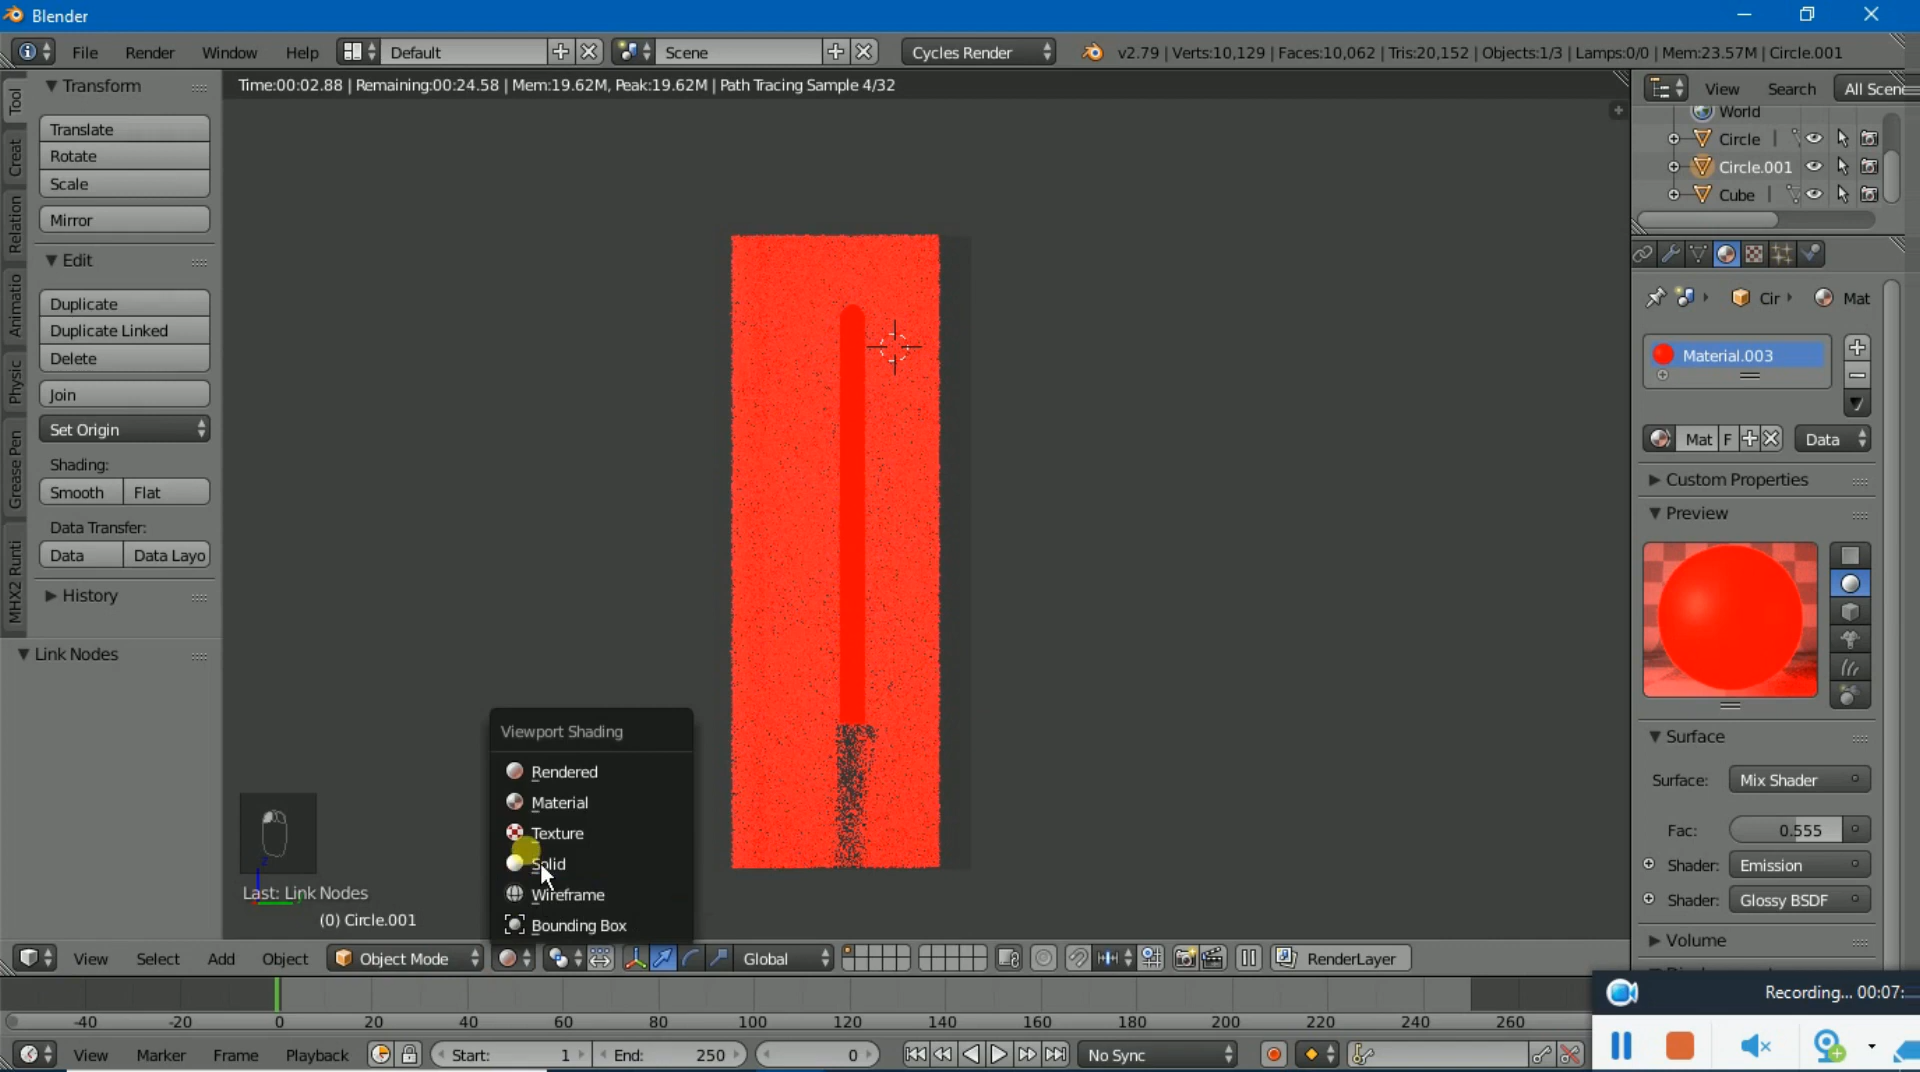 Blender
File Render Window Help Default Scene Cycles Render v2.79 | Verts:10,129 | Faces:10,062 | Tris:20,152 | Objects:1/3 | Lamps:0/0 | Mem:23.57M | Circle.001
Time:00:02.88 | Remaining:00:24.58 | Mem:19.62M, Peak:19.62M | Path Tracing Sample 4/32
View Search All Scen
World
Circle
Circle.001
Cube
Tool
Creat
Relation
Animatio
Physic
Grease Pen
MHX2 Runti
Transform
Translate
Rotate
Scale
Mirror
Edit
Duplicate
Duplicate Linked
Delete
Join
Set Origin
Shading:
Smooth Flat
Data Transfer:
Data Data Layo
History
Link Nodes
Cir Mat
Material.003
Mat F Data
Custom Properties
Preview
Surface
Surface: Mix Shader
Fac: 0.555
Shader: Emission
Shader: Glossy BSDF
Volume
Viewport Shading
Rendered
Material
Texture
Solid
Wireframe
Bounding Box
Last: Link Nodes
(0) Circle.001
View Select Add Object Object Mode Global RenderLayer
-40 -20 0 20 40 60 80 100 120 140 160 180 200 220 240 260
View Marker Frame Playback Start: 1 End: 250 0 No Sync
Recording... 00:07: